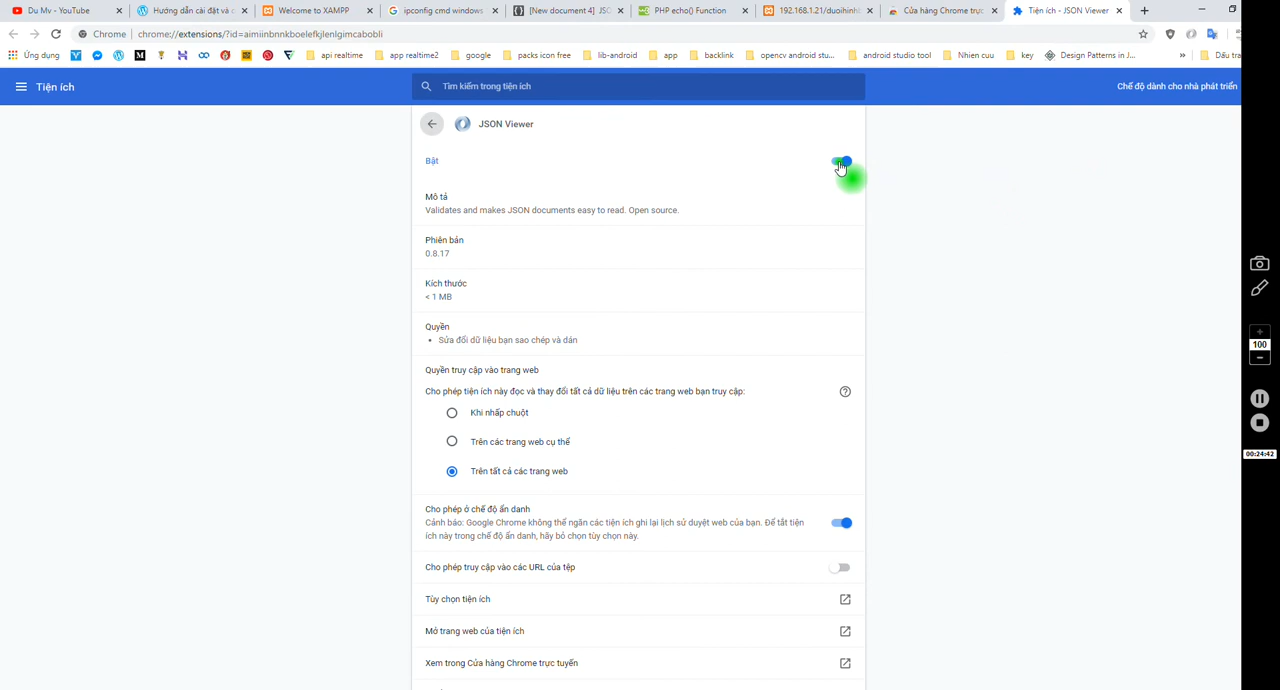 Du Mv - YouTube
Hướng dẫn cài đặt và c
Welcome to XAMPP
ipconfig cmd windows
[New document 4] JSC
PHP echo() Function
192.168.1.21/duoihinhb
Cửa hàng Chrome trực
Tiện ích - JSON Viewer
Chrome | chrome://extensions/?id=aimiinbnnkboelefkjlenlgimcabobli
Ứng dụng
api realtime
app realtime2
google
packs icon free
lib-android
app
backlink
opencv android stu...
android studio tool
Nhien cuu
key
Design Patterns in J...
»
Tiện ích
Tìm kiếm trong tiện ích
Chế độ dành cho nhà phát triển
JSON Viewer
Bật
Mô tả
Validates and makes JSON documents easy to read. Open source.
Phiên bản
0.8.17
Kích thước
< 1 MB
Quyền
• Sửa đổi dữ liệu bạn sao chép và dán
Quyền truy cập vào trang web
Cho phép tiện ích này đọc và thay đổi tất cả dữ liệu trên các trang web bạn truy cập:
Khi nhấp chuột
Trên các trang web cụ thể
Trên tất cả các trang web
Cho phép ở chế độ ẩn danh
Cảnh báo: Google Chrome không thể ngăn các tiện ích ghi lại lịch sử duyệt web của bạn. Để tắt tiện
ích này trong chế độ ẩn danh, hãy bỏ chọn tùy chọn này.
Cho phép truy cập vào các URL của tệp
Tùy chọn tiện ích
Mở trang web của tiện ích
Xem trong Cửa hàng Chrome trực tuyến
100
00:24:42